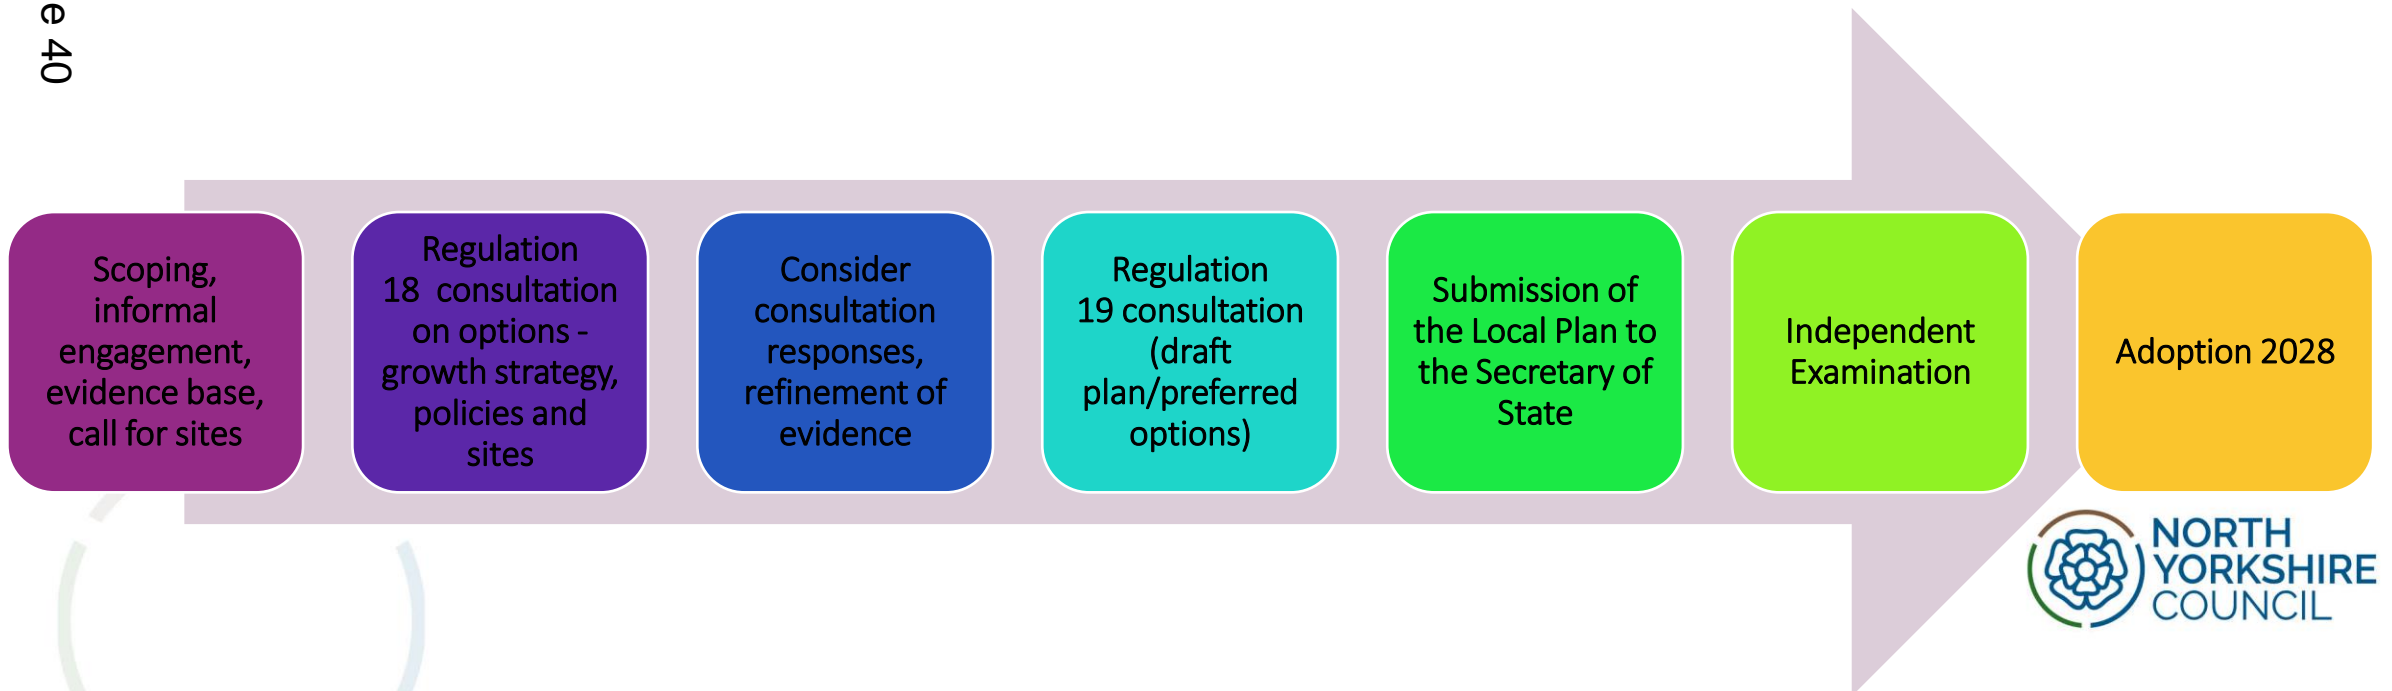 e 40
Scoping,
informal
engagement,
evidence base,
call for sites
Regulation
18  consultation
on options -
growth strategy,
policies and
sites
Consider
consultation
responses,
refinement of
evidence
Regulation
19 consultation
(draft
plan/preferred
options)
Submission of
the Local Plan to
the Secretary of
State
Independent
Examination
Adoption 2028
NORTH
YORKSHIRE
COUNCIL